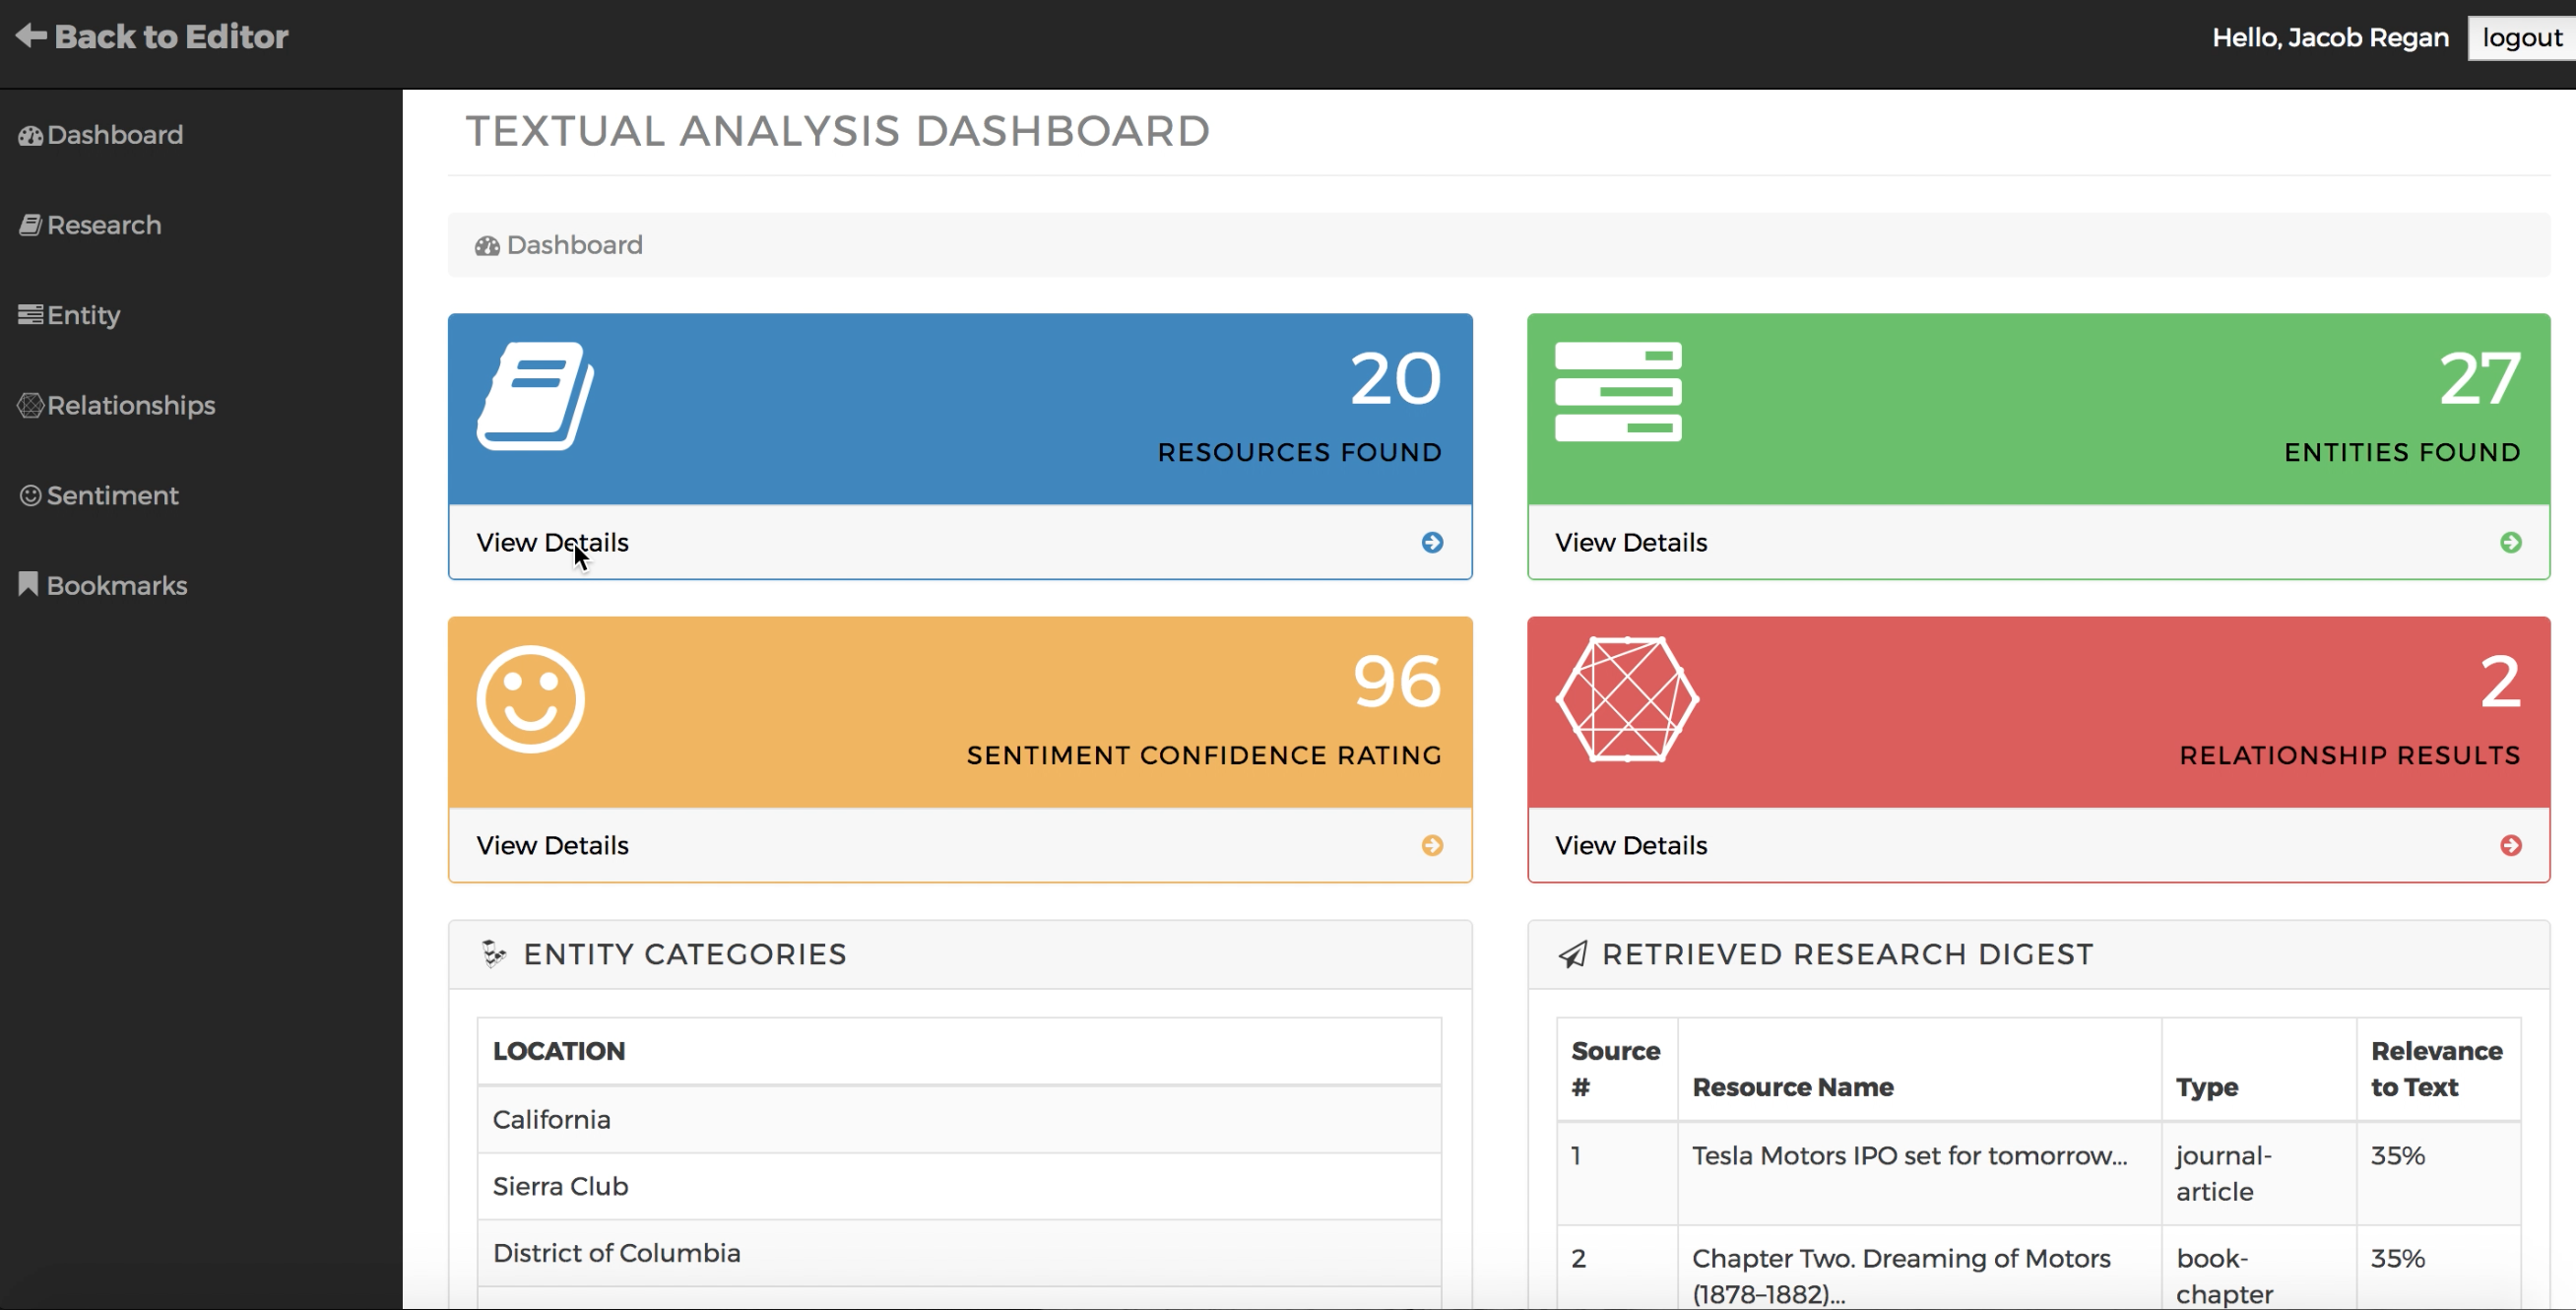 Back to Editor
Hello, Jacob Regan
logout
Dashboard
Research
Entity
Relationships
Sentiment
Bookmarks
TEXTUAL ANALYSIS DASHBOARD
Dashboard
20
RESOURCES FOUND
View Details
27
ENTITIES FOUND
View Details
96
SENTIMENT CONFIDENCE RATING
View Details
2
RELATIONSHIP RESULTS
View Details
ENTITY CATEGORIES
LOCATION
California
Sierra Club
District of Columbia
RETRIEVED RESEARCH DIGEST
Source
#
Resource Name
Type
Relevance
to Text
1
Tesla Motors IPO set for tomorrow...
journal-
article
35%
2
Chapter Two. Dreaming of Motors
(1878–1882)...
book-
chapter
35%